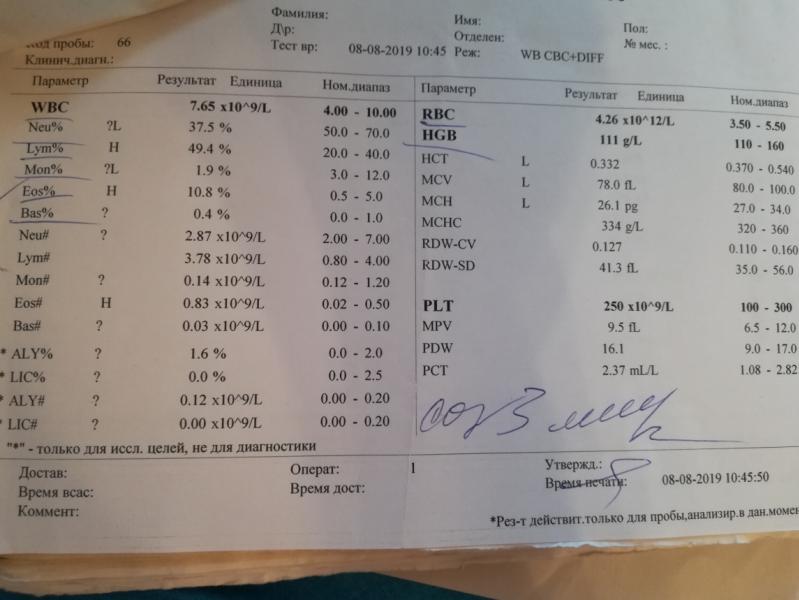 Фамилия: Имя: Пол:
Д\р: Отделен: № мес. :
Код пробы: 66 Тест вр: 08-08-2019 10:45 Реж: WB CBC+DIFF
Клинич.диагн.:
Параметр Результат Единица Ном.диапаз
WBC 7.65 x10^9/L 4.00 - 10.00
Neu% ?L 37.5 % 50.0 - 70.0
Lym% H 49.4 % 20.0 - 40.0
Mon% ?L 1.9 % 3.0 - 12.0
Eos% H 10.8 % 0.5 - 5.0
Bas% ? 0.4 % 0.0 - 1.0
Neu# ? 2.87 x10^9/L 2.00 - 7.00
Lym# 3.78 x10^9/L 0.80 - 4.00
Mon# ? 0.14 x10^9/L 0.12 - 1.20
Eos# H 0.83 x10^9/L 0.02 - 0.50
Bas# ? 0.03 x10^9/L 0.00 - 0.10
* ALY% ? 1.6 % 0.0 - 2.0
* LIC% ? 0.0 % 0.0 - 2.5
* ALY# ? 0.12 x10^9/L 0.00 - 0.20
* LIC# ? 0.00 x10^9/L 0.00 - 0.20
Параметр Результат Единица Ном.диапаз
RBC 4.26 x10^12/L 3.50 - 5.50
HGB 111 g/L 110 - 160
HCT L 0.332 0.370 - 0.540
MCV L 78.0 fL 80.0 - 100.0
MCH L 26.1 pg 27.0 - 34.0
MCHC 334 g/L 320 - 360
RDW-CV 0.127 0.110 - 0.160
RDW-SD 41.3 fL 35.0 - 56.0
PLT 250 x10^9/L 100 - 300
MPV 9.5 fL 6.5 - 12.0
PDW 16.1 9.0 - 17.0
PCT 2.37 mL/L 1.08 - 2.82
соэ 3 мм/ч
"*" - только для иссл. целей, не для диагностики
Достав: Операт: 1 Утвержд.:
Время всас: Время дост: Время печати: 08-08-2019 10:45:50
Коммент:
*Рез-т действит.только для пробы,анализир.в дан.момен